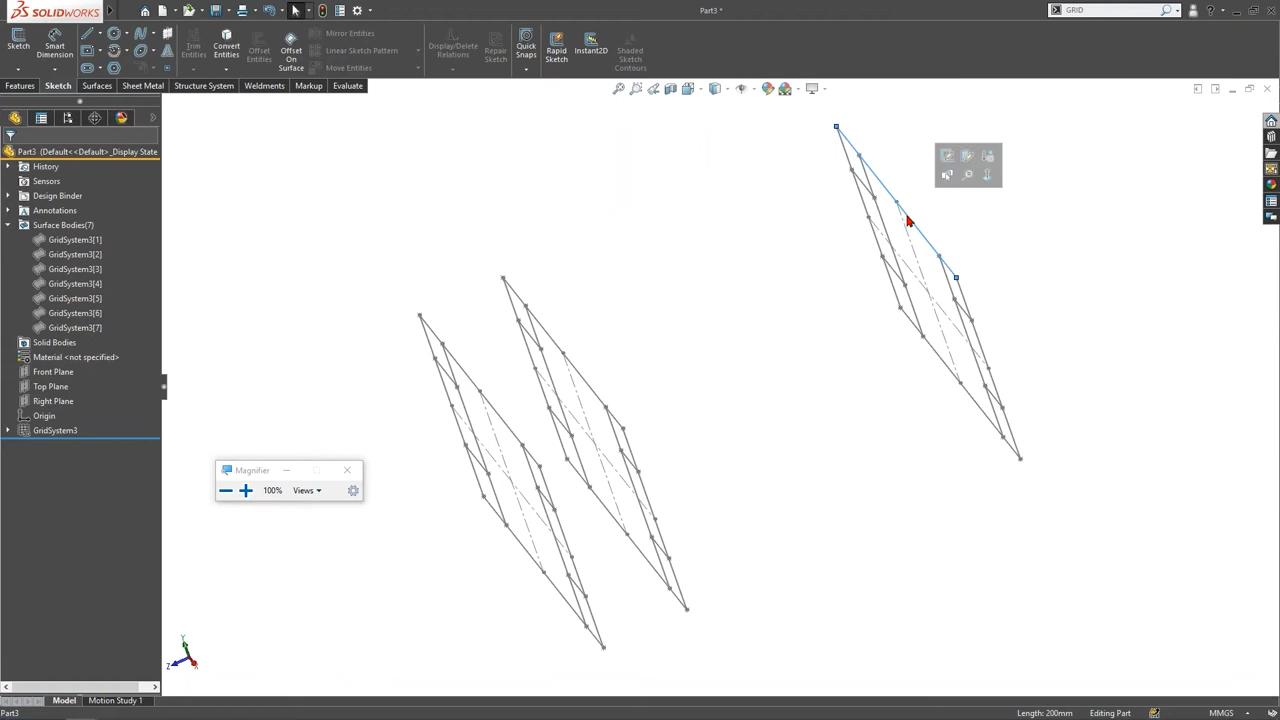 SOLIDWORKS
Part3 *
GRID
Sketch
Smart Dimension
Trim Entities
Convert Entities
Offset Entities
Offset On Surface
Mirror Entities
Linear Sketch Pattern
Move Entities
Display/Delete Relations
Repair Sketch
Quick Snaps
Rapid Sketch
Instant2D
Shaded Sketch Contours
Features
Sketch
Surfaces
Sheet Metal
Structure System
Weldments
Markup
Evaluate
Part3 (Default<<Default>_Display State
History
Sensors
Design Binder
Annotations
Surface Bodies(7)
GridSystem3[1]
GridSystem3[2]
GridSystem3[3]
GridSystem3[4]
GridSystem3[5]
GridSystem3[6]
GridSystem3[7]
Solid Bodies
Material <not specified>
Front Plane
Top Plane
Right Plane
Origin
GridSystem3
Magnifier
100%
Views
Y
Z
X
Model
Motion Study 1
Part3
Length: 200mm
Editing Part
MMGS